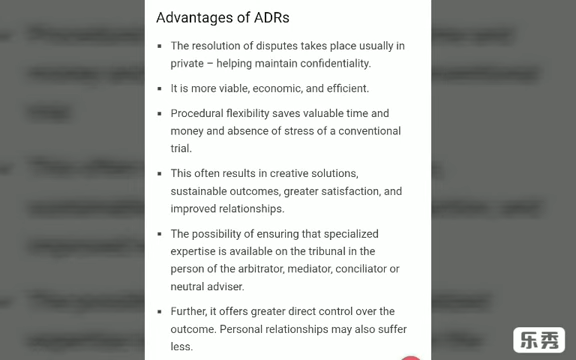 Advantages of ADRs
▪ The resolution of disputes takes place usually in
private – helping maintain confidentiality.
▪ It is more viable, economic, and efficient.
▪ Procedural flexibility saves valuable time and
money and absence of stress of a conventional
trial.
▪ This often results in creative solutions,
sustainable outcomes, greater satisfaction, and
improved relationships.
▪ The possibility of ensuring that specialized
expertise is available on the tribunal in the
person of the arbitrator, mediator, conciliator or
neutral adviser.
▪ Further, it offers greater direct control over the
outcome. Personal relationships may also suffer
less.
乐秀